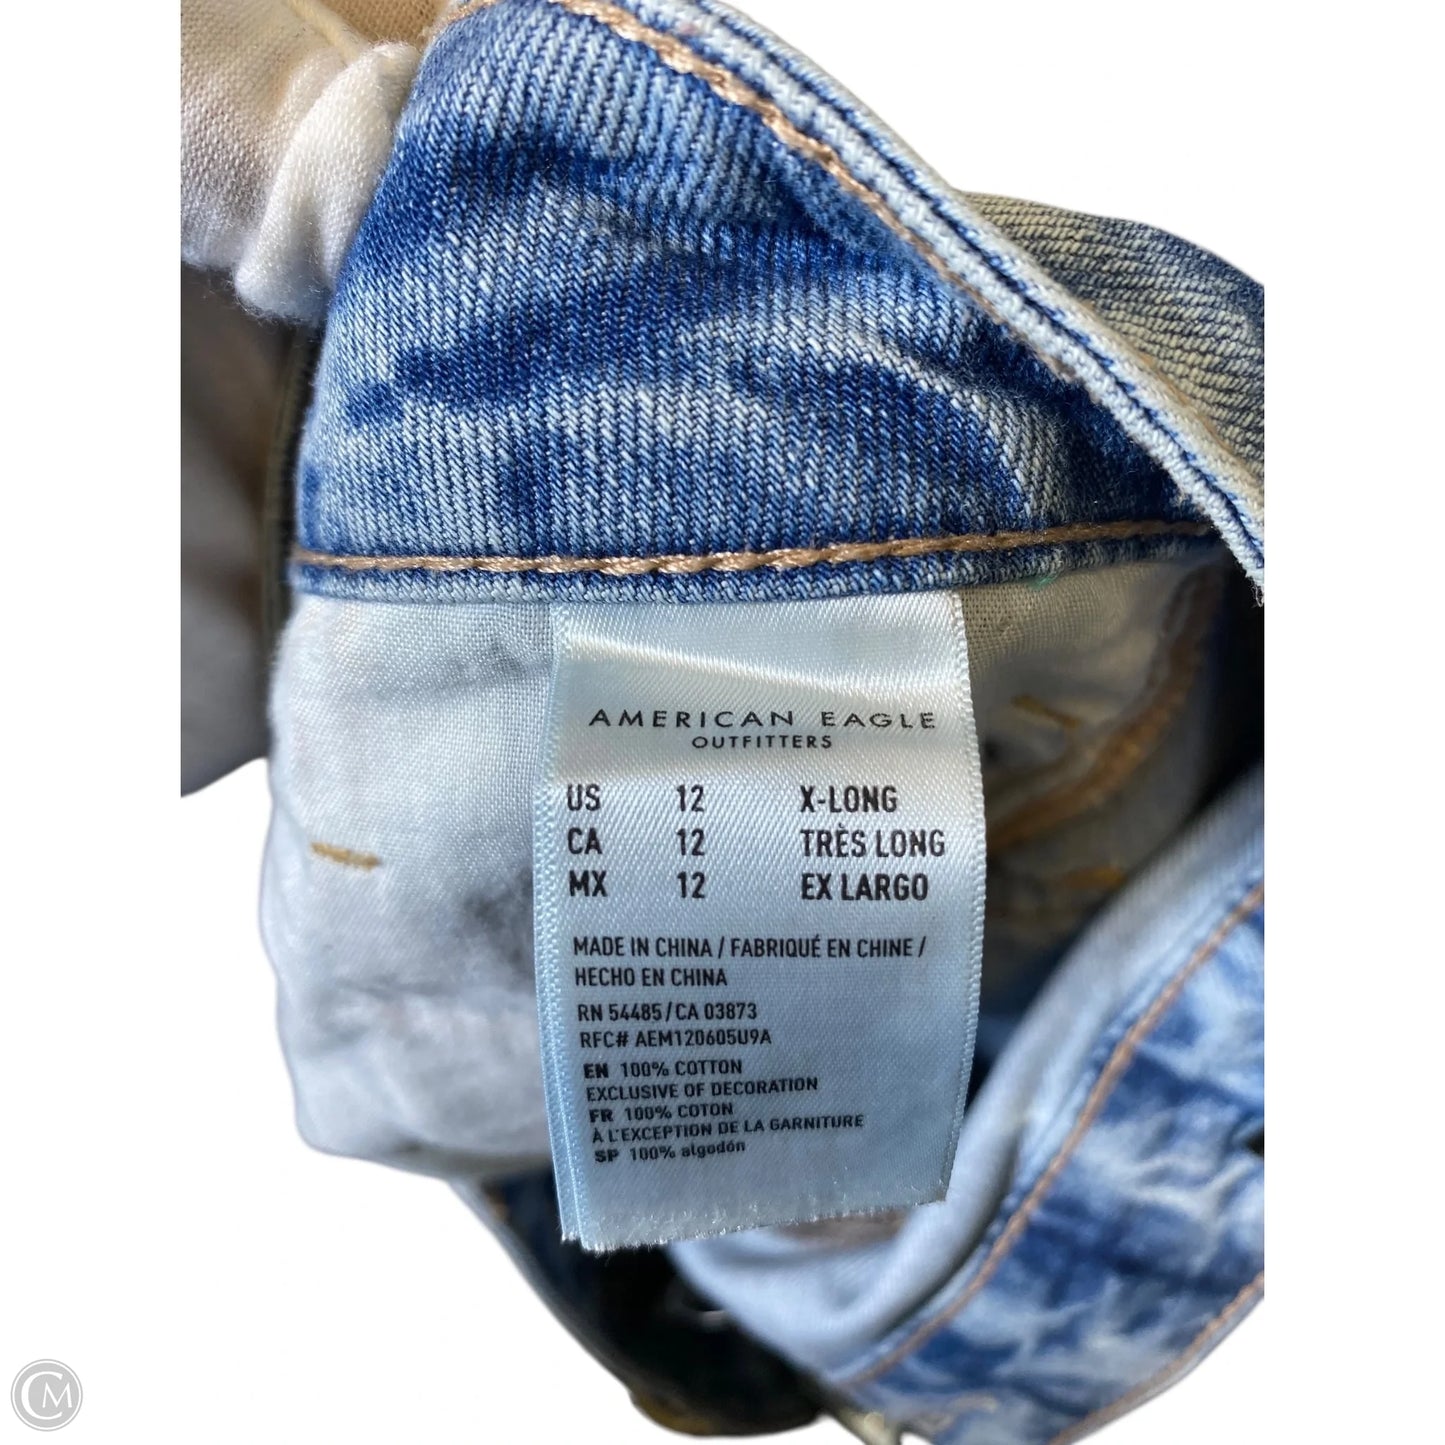 AMERICAN EAGLE
OUTFITTERS
US 12 X-LONG
CA 12 TRÈS LONG
MX 12 EX LARGO
MADE IN CHINA / FABRIQUÉ EN CHINE /
HECHO EN CHINA
RN 54485 / CA 03873
RFC# AEM120605U9A
EN 100% COTTON
EXCLUSIVE OF DECORATION
FR 100% COTON
À L'EXCEPTION DE LA GARNITURE
SP 100% algodón
CM